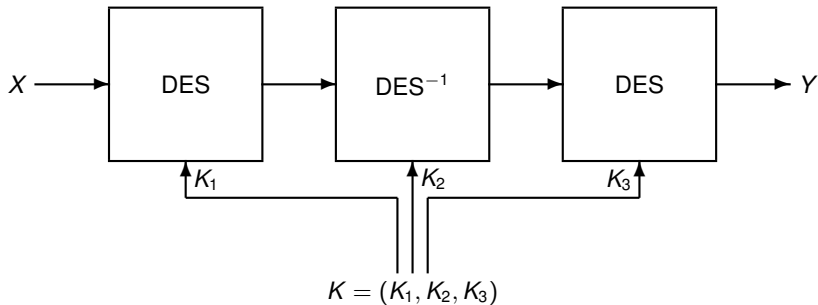 X DES DES⁻¹ DES Y
K₁ K₂ K₃
K = (K₁, K₂, K₃)